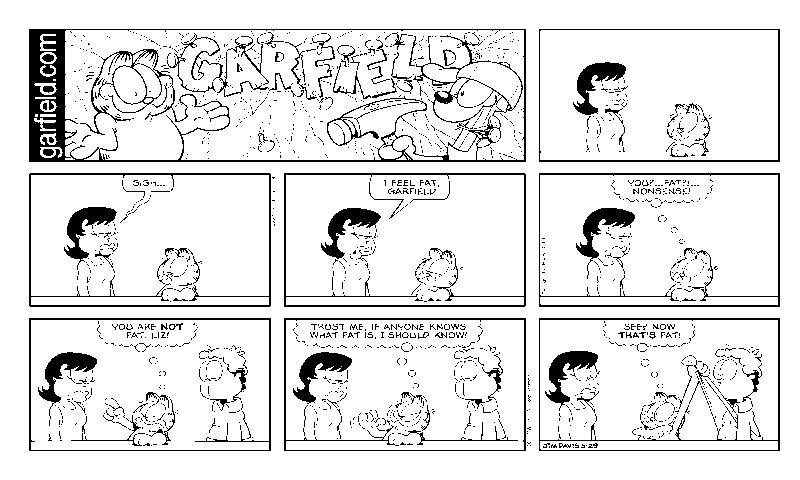 garfield.com
GARFIELD
SIGH...
I FEEL FAT,
GARFIELD
YOU?...FAT?!...
NONSENSE!
YOU ARE NOT
FAT, LIZ!
TRUST ME, IF ANYONE KNOWS
WHAT FAT IS, I SHOULD KNOW!
SEE? NOW
THAT'S FAT!
JIM DAVIS 5-29